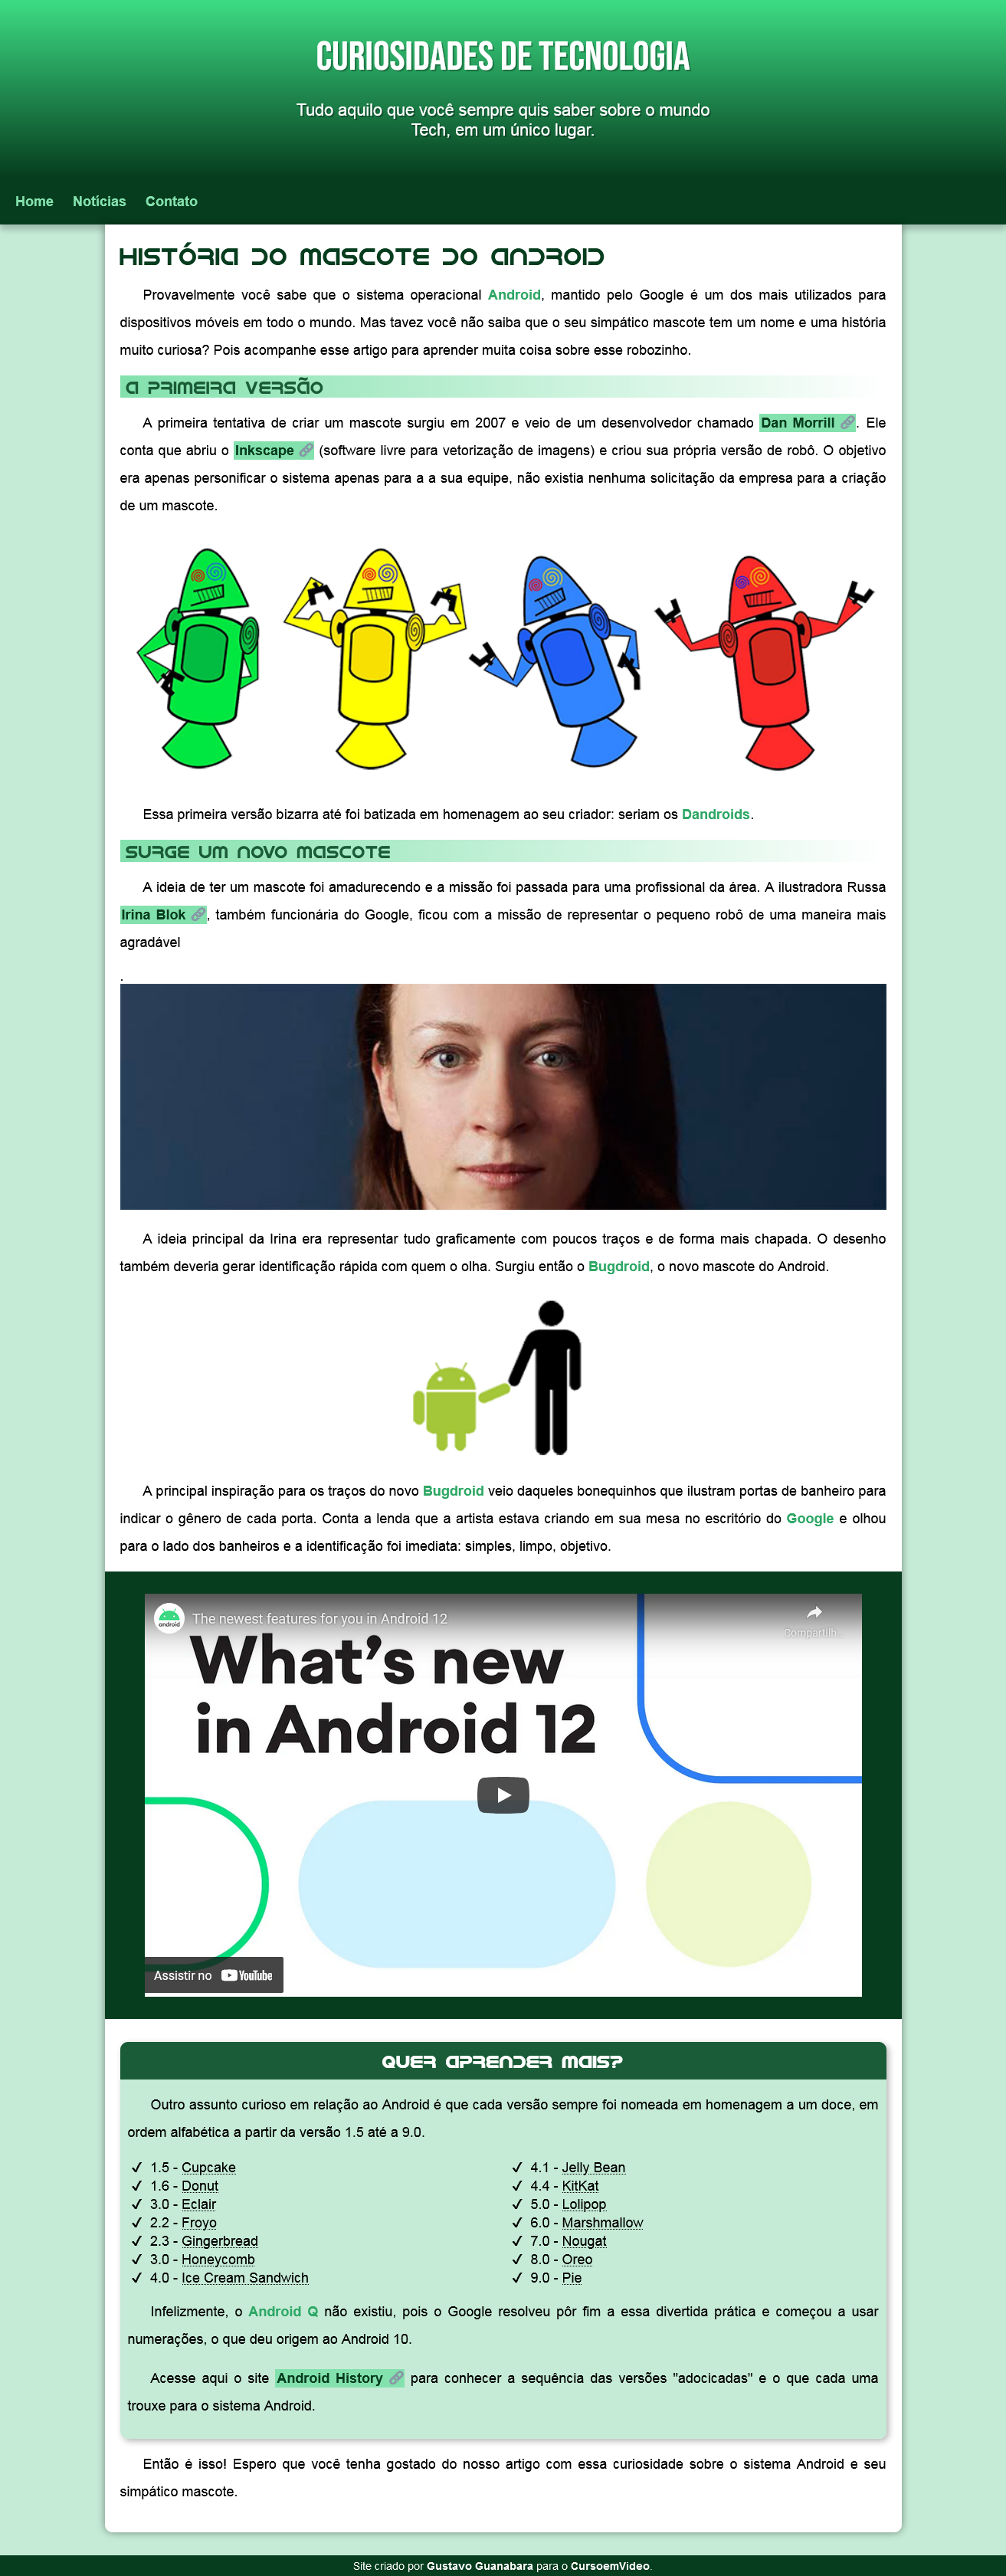 CURIOSIDADES DE TECNOLOGIA
Tudo aquilo que você sempre quis saber sobre o mundo
Tech, em um único lugar.
Home Notícias Contato
HISTÓRIA DO MASCOTE DO ANDROID
Provavelmente você sabe que o sistema operacional Android, mantido pelo Google é um dos mais utilizados para
dispositivos móveis em todo o mundo. Mas tavez você não saiba que o seu simpático mascote tem um nome e uma história
muito curiosa? Pois acompanhe esse artigo para aprender muita coisa sobre esse robozinho.
A PRIMEIRA VERSÃO
A primeira tentativa de criar um mascote surgiu em 2007 e veio de um desenvolvedor chamado Dan Morrill 🔗. Ele
conta que abriu o Inkscape 🔗 (software livre para vetorização de imagens) e criou sua própria versão de robô. O objetivo
era apenas personificar o sistema apenas para a a sua equipe, não existia nenhuma solicitação da empresa para a criação
de um mascote.
Essa primeira versão bizarra até foi batizada em homenagem ao seu criador: seriam os Dandroids.
SURGE UM NOVO MASCOTE
A ideia de ter um mascote foi amadurecendo e a missão foi passada para uma profissional da área. A ilustradora Russa
Irina Blok 🔗, também funcionária do Google, ficou com a missão de representar o pequeno robô de uma maneira mais
agradável
.
A ideia principal da Irina era representar tudo graficamente com poucos traços e de forma mais chapada. O desenho
também deveria gerar identificação rápida com quem o olha. Surgiu então o Bugdroid, o novo mascote do Android.
A principal inspiração para os traços do novo Bugdroid veio daqueles bonequinhos que ilustram portas de banheiro para
indicar o gênero de cada porta. Conta a lenda que a artista estava criando em sua mesa no escritório do Google e olhou
para o lado dos banheiros e a identificação foi imediata: simples, limpo, objetivo.
android
The newest features for you in Android 12
Compartilh...
What's new
in Android 12
Assistir no YouTube
QUER APRENDER MAIS?
Outro assunto curioso em relação ao Android é que cada versão sempre foi nomeada em homenagem a um doce, em
ordem alfabética a partir da versão 1.5 até a 9.0.
✓ 1.5 - Cupcake
✓ 1.6 - Donut
✓ 3.0 - Eclair
✓ 2.2 - Froyo
✓ 2.3 - Gingerbread
✓ 3.0 - Honeycomb
✓ 4.0 - Ice Cream Sandwich
✓ 4.1 - Jelly Bean
✓ 4.4 - KitKat
✓ 5.0 - Lolipop
✓ 6.0 - Marshmallow
✓ 7.0 - Nougat
✓ 8.0 - Oreo
✓ 9.0 - Pie
Infelizmente, o Android Q não existiu, pois o Google resolveu pôr fim a essa divertida prática e começou a usar
numerações, o que deu origem ao Android 10.
Acesse aqui o site Android History 🔗 para conhecer a sequência das versões "adocicadas" e o que cada uma
trouxe para o sistema Android.
Então é isso! Espero que você tenha gostado do nosso artigo com essa curiosidade sobre o sistema Android e seu
simpático mascote.
Site criado por Gustavo Guanabara para o CursoemVideo.